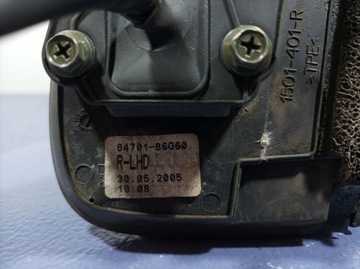 84701-86G60
R-LHD
30.05.2005
10:08
1501-401-R
>TPE<